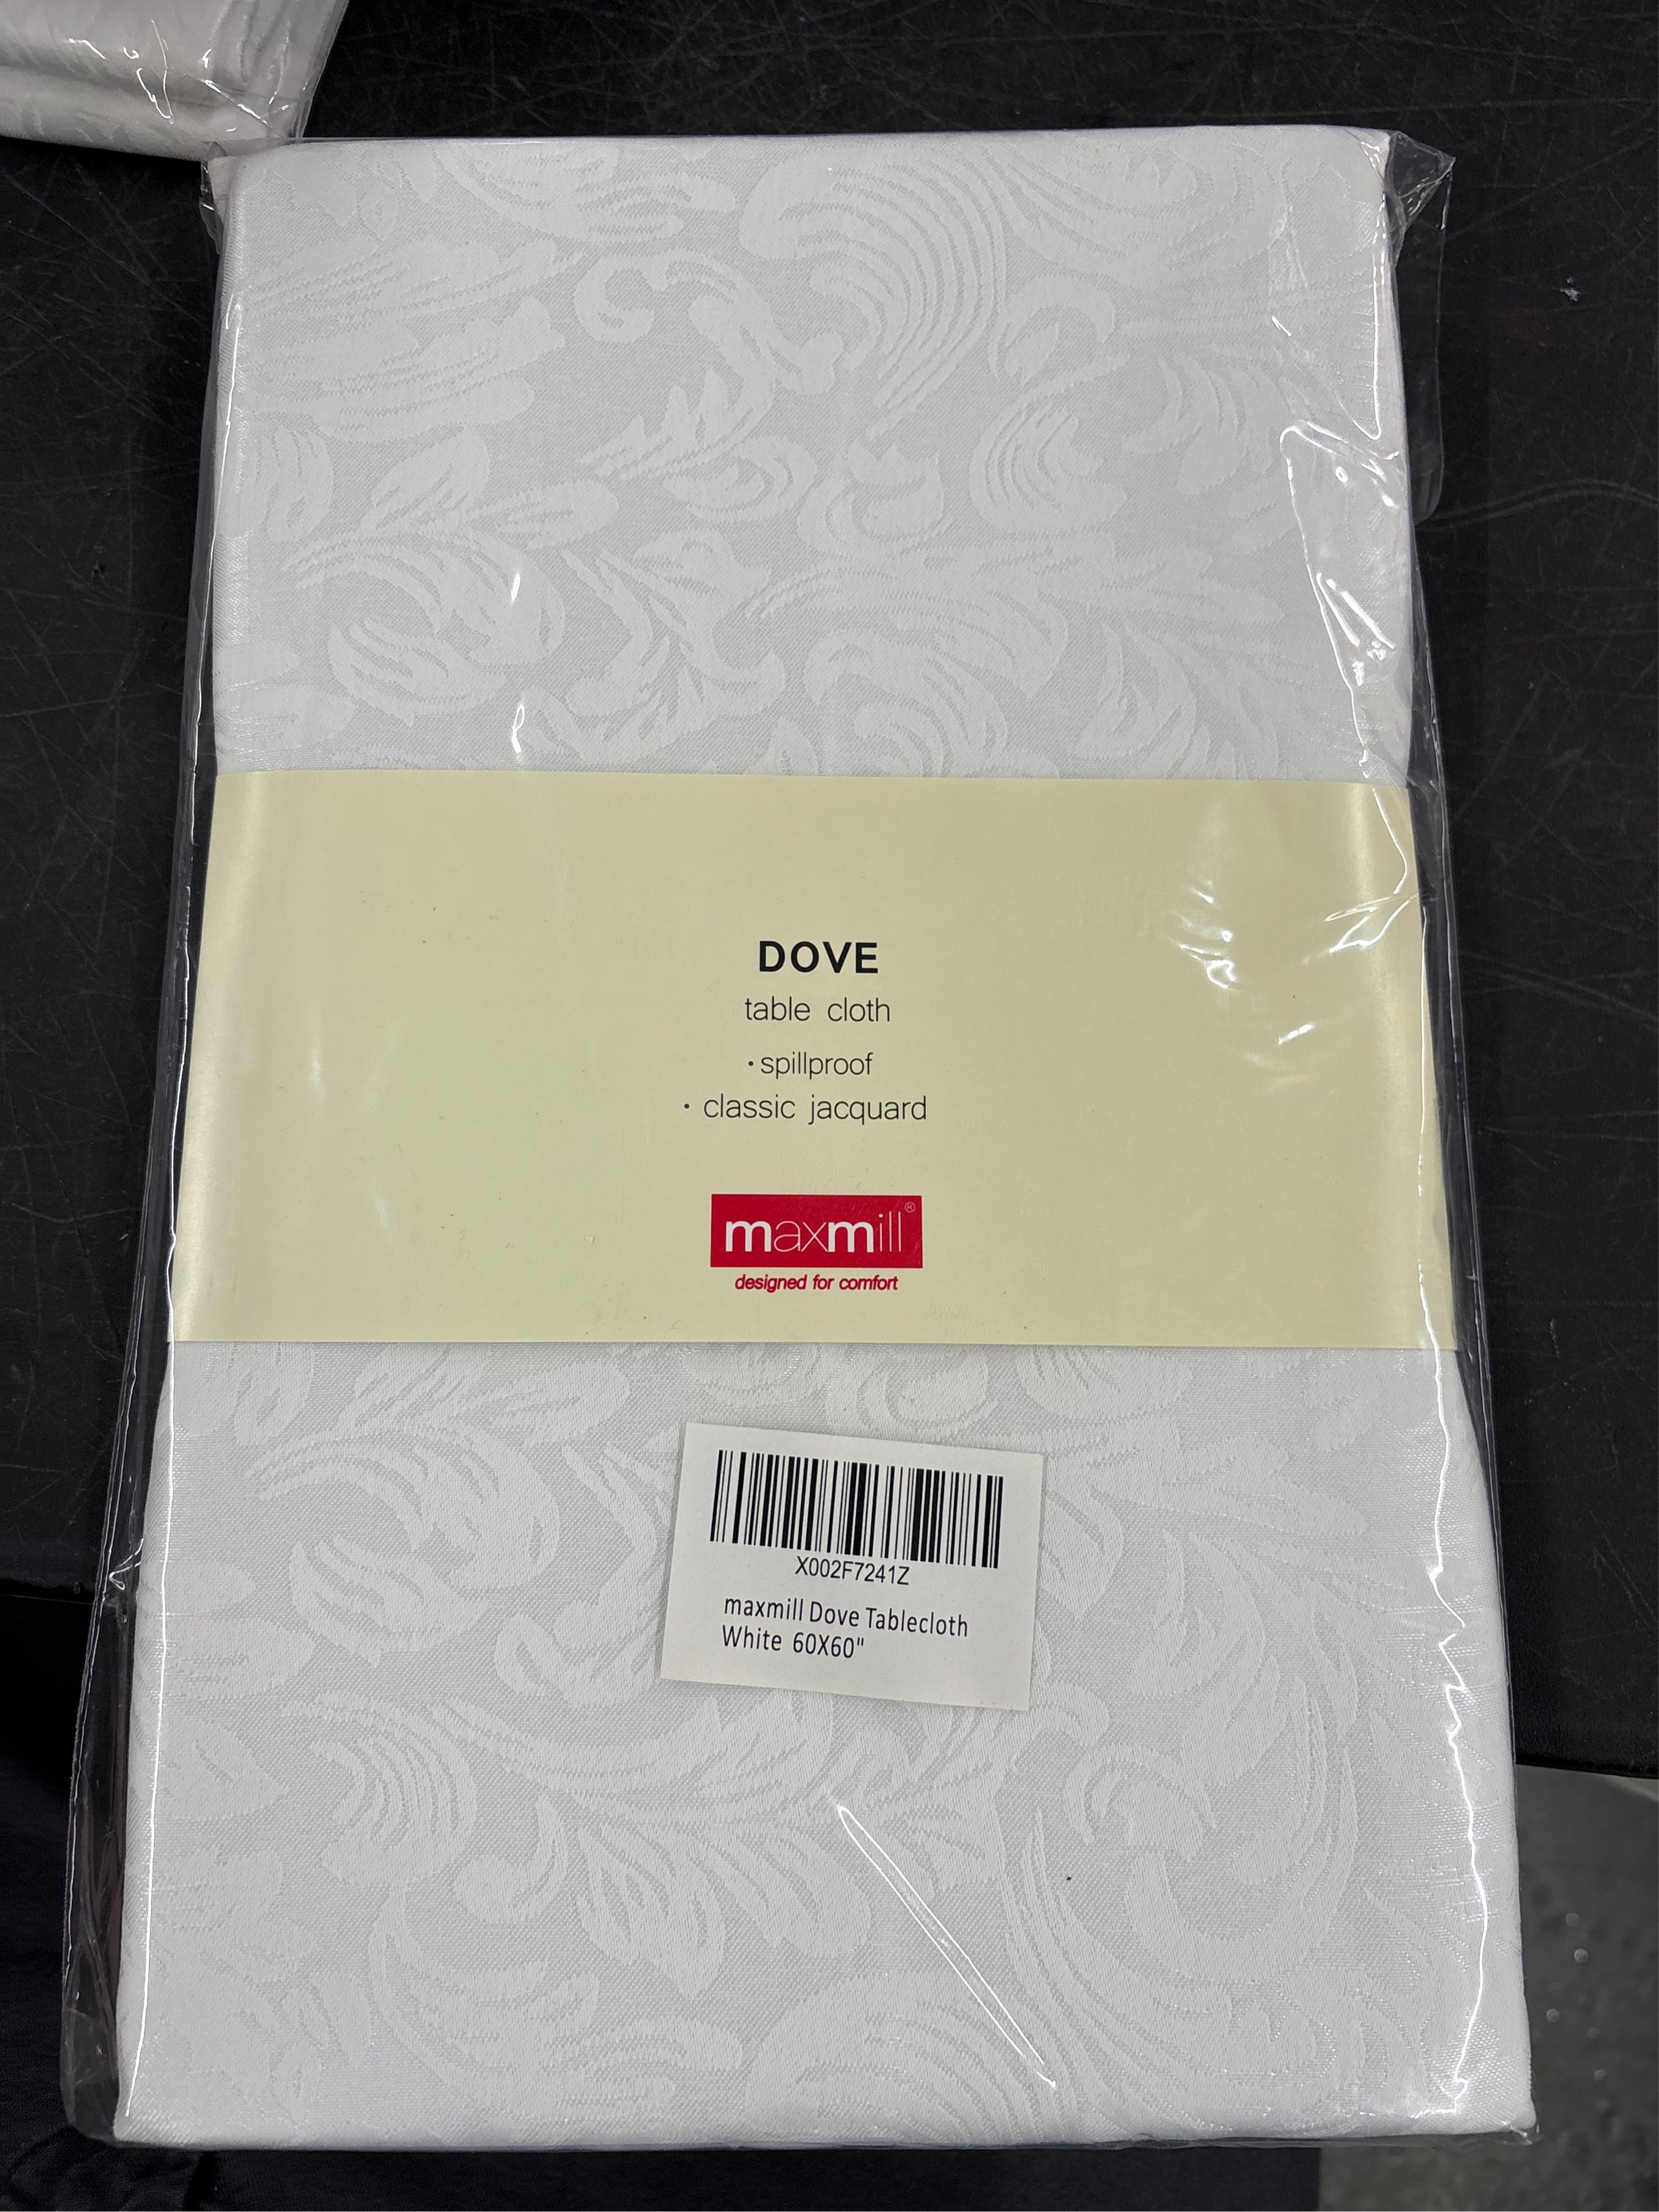 DOVE
table cloth
• spillproof
• classic jacquard
maxmill®
designed for comfort
X002F7241Z
maxmill Dove Tablecloth
White 60X60"